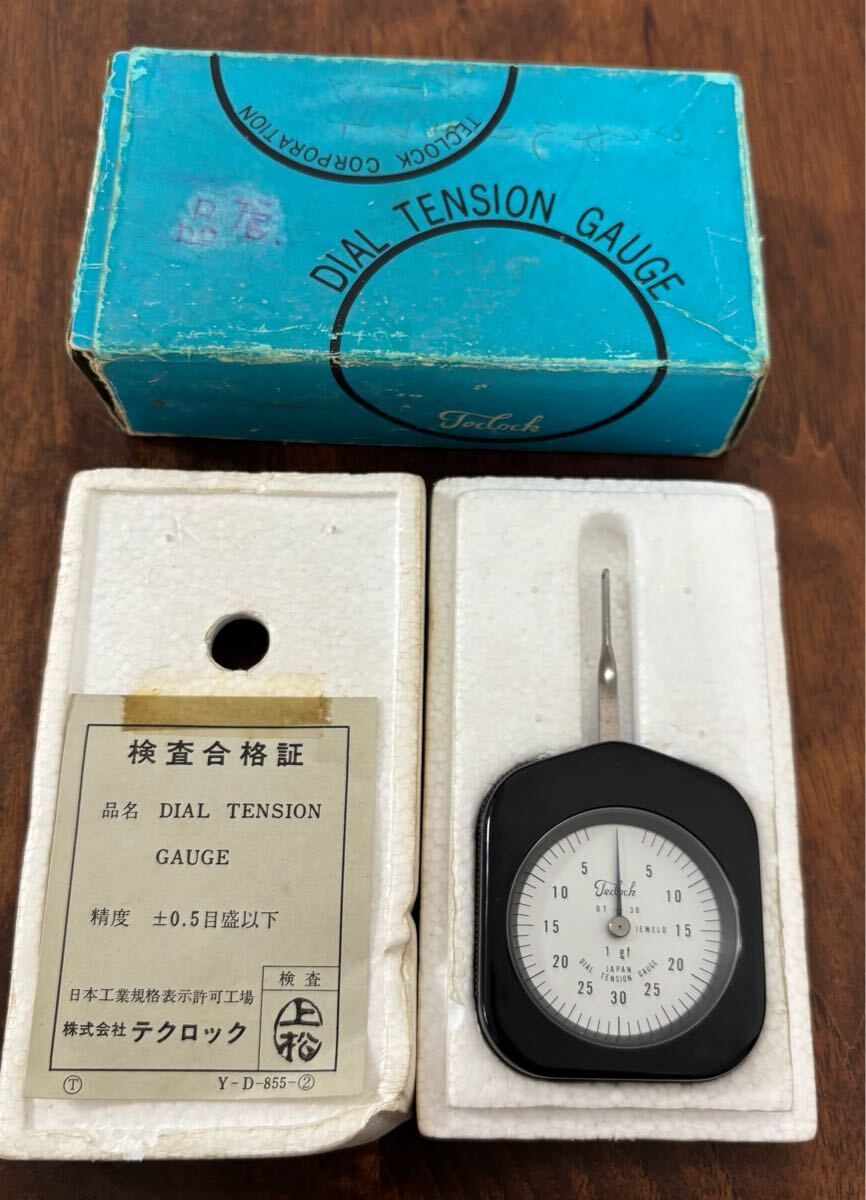 TECLOCK CORPORATION
DIAL TENSION GAUGE
Teclock
検査合格証
品名 DIAL TENSION
GAUGE
精度 ±0.5目盛以下
日本工業規格表示許可工場
株式会社 テクロック
検査
上松
Ⓣ Y-D-855-②
5 5
10 10
15 15
20 20
25 25
30
Teclock
DT-30
JEWELD
1 gf
JAPAN
DIAL TENSION GAUGE